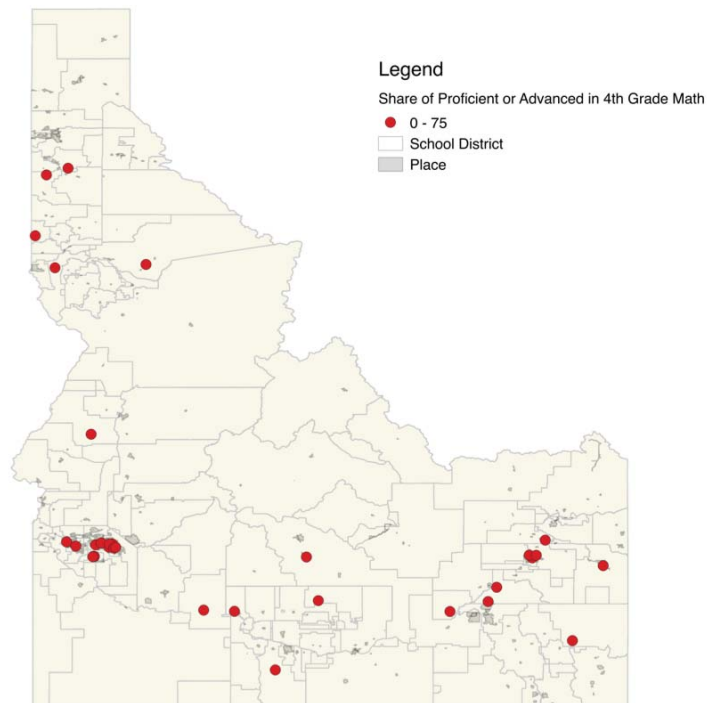 Legend
Share of Proficient or Advanced in 4th Grade Math
0 - 75
School District
Place